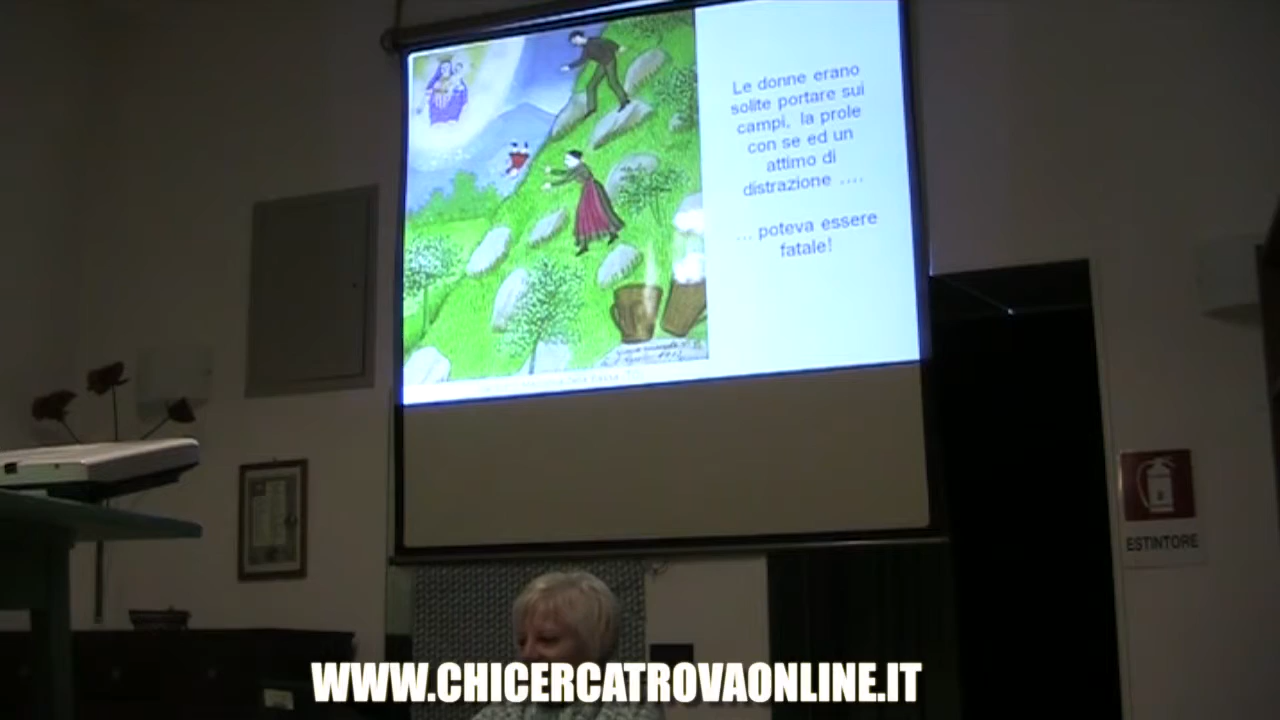 Le donne erano
solite portare sui
campi, la prole
con se ed un
attimo di
distrazione ....
... poteva essere
fatale!
ESTINTORE
WWW.CHICERCATROVAONLINE.IT